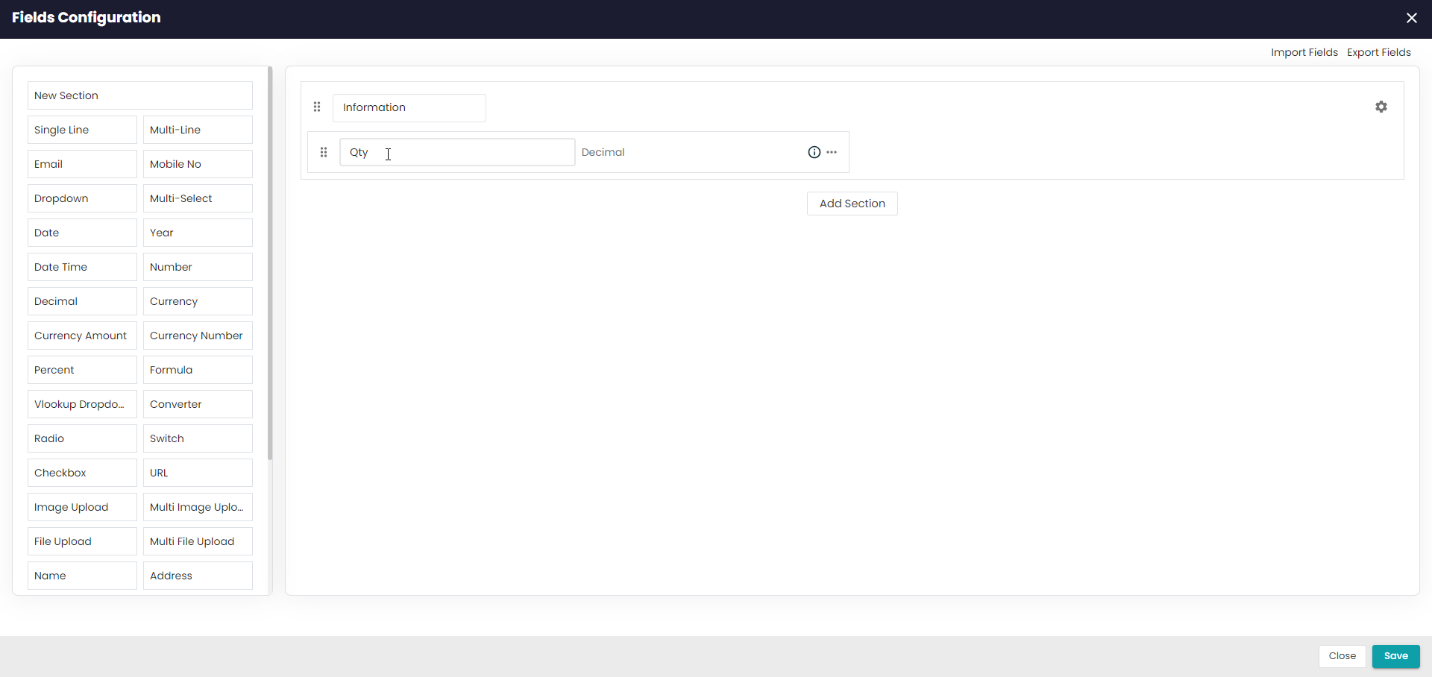 Fields Configuration
Import Fields Export Fields
New Section
Single Line Multi-Line
Email Mobile No
Dropdown Multi-Select
Date Year
Date Time Number
Decimal Currency
Currency Amount Currency Number
Percent Formula
Vlookup Dropdo... Converter
Radio Switch
Checkbox URL
Image Upload Multi Image Uplo...
File Upload Multi File Upload
Name Address
Information
Qty Decimal
Add Section
Close Save